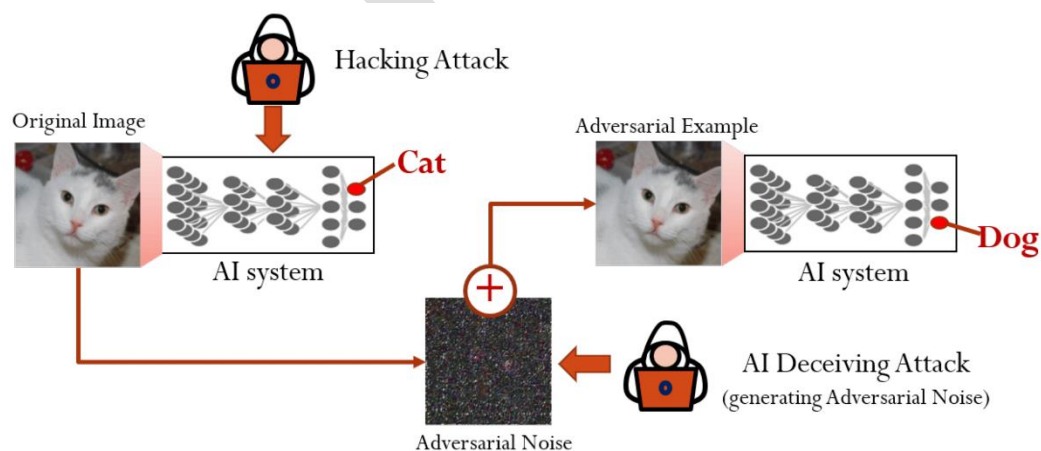 Hacking Attack
Original Image
Cat
AI system
Adversarial Example
Dog
AI system
+
AI Deceiving Attack
(generating Adversarial Noise)
Adversarial Noise